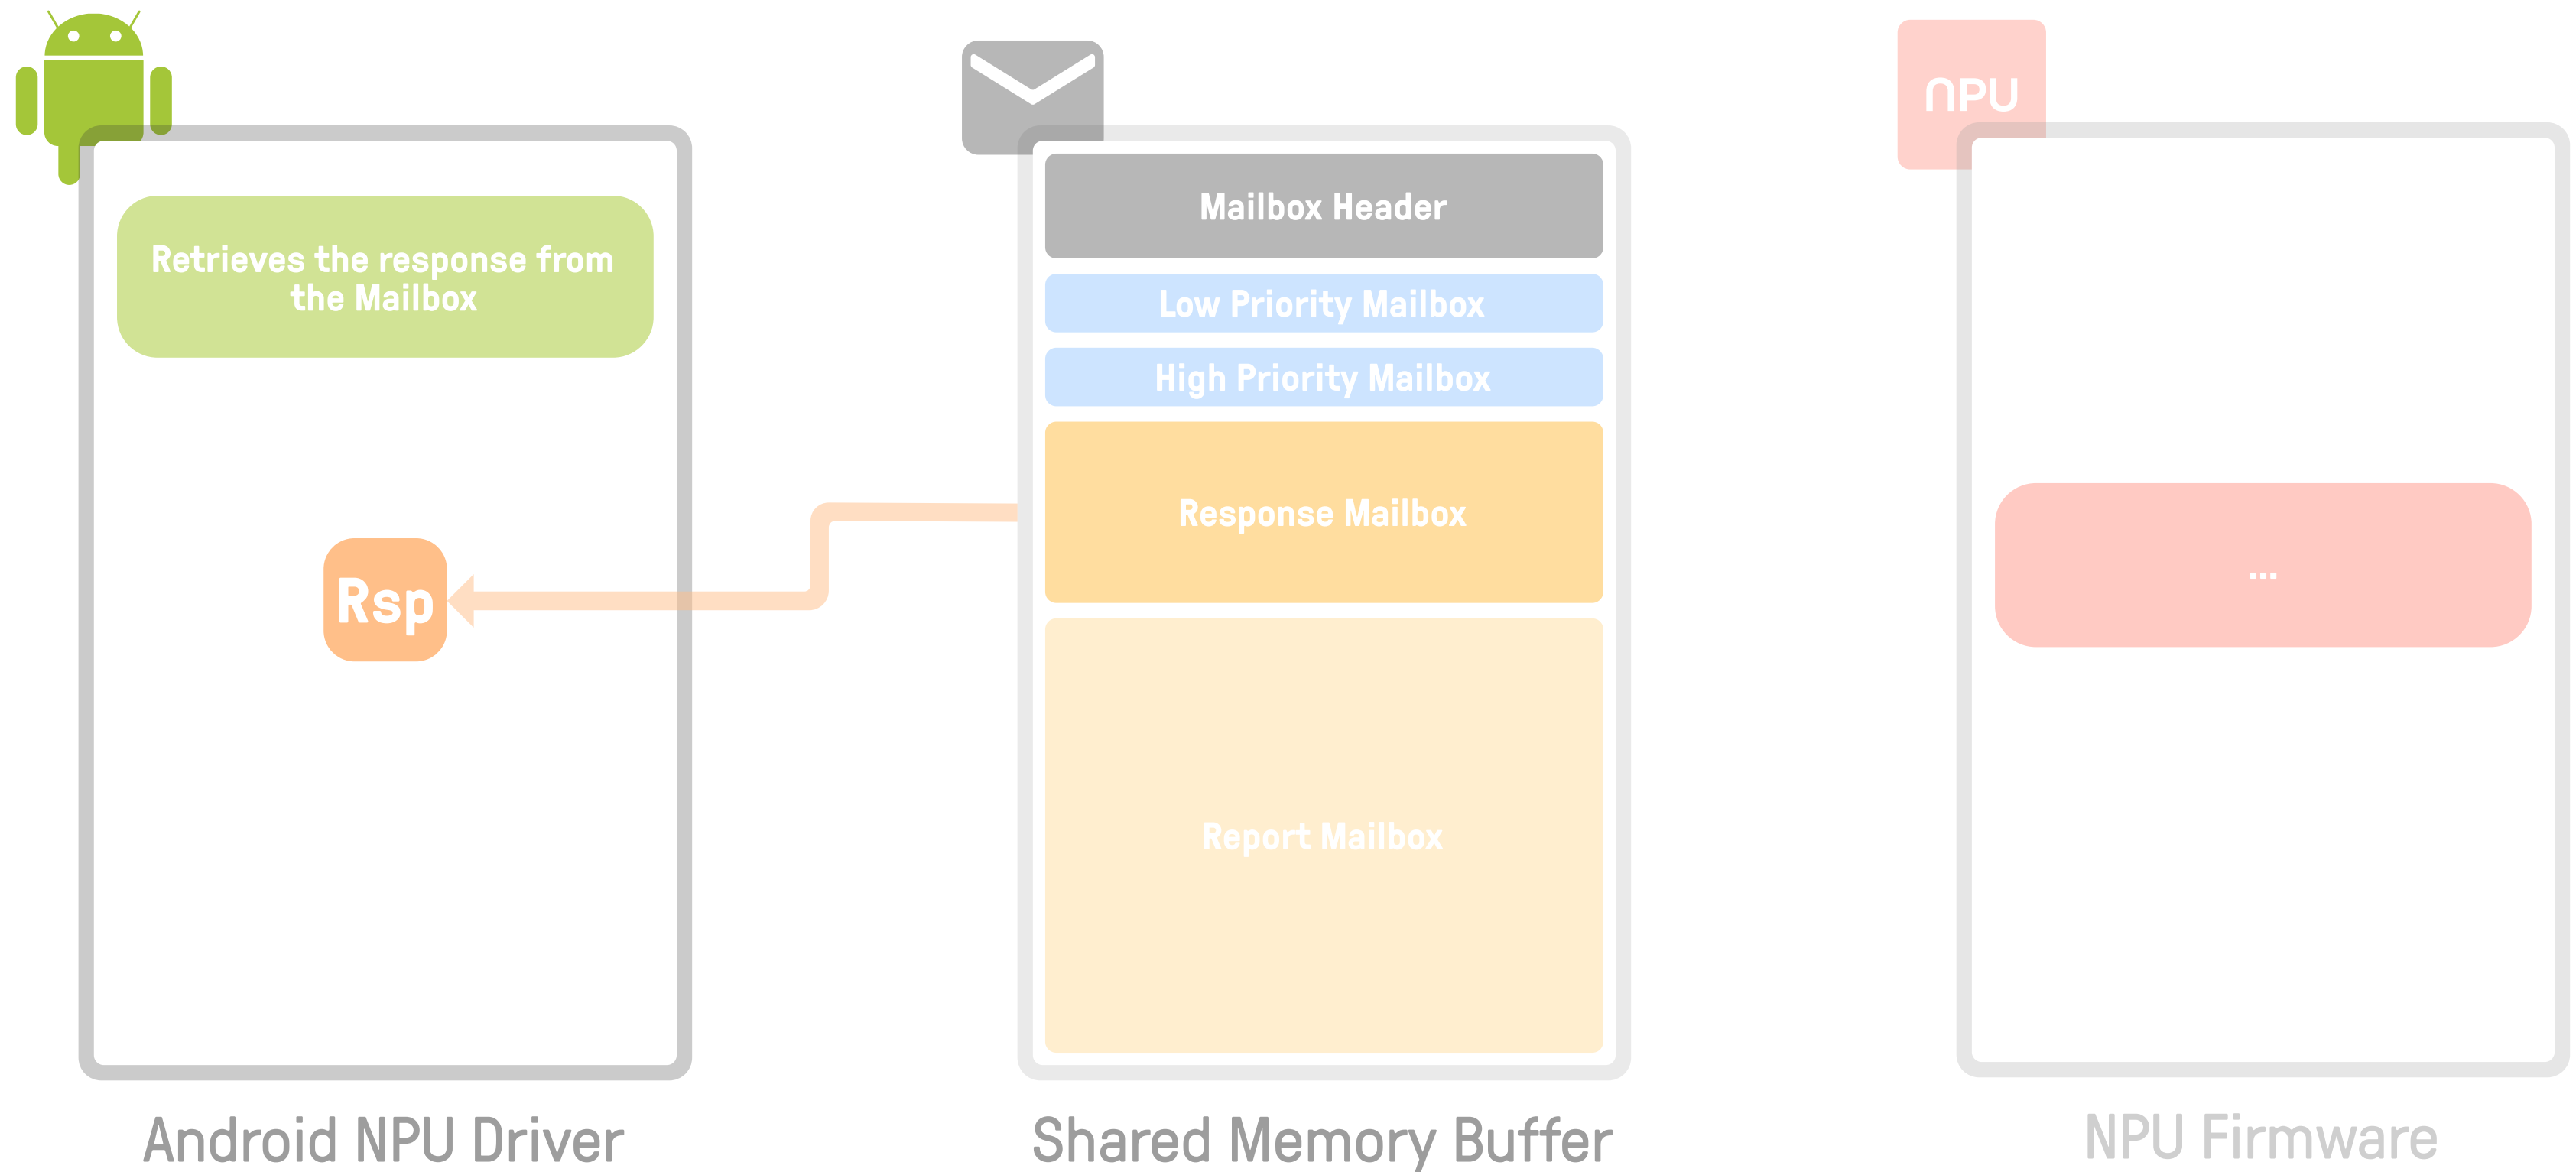 NPU
Mailbox Header
Retrieves the response from
the Mailbox
Low Priority Mailbox
High Priority Mailbox
Response Mailbox
...
Rsp
Report Mailbox
Android NPU Driver
Shared Memory Buffer
NPU Firmware